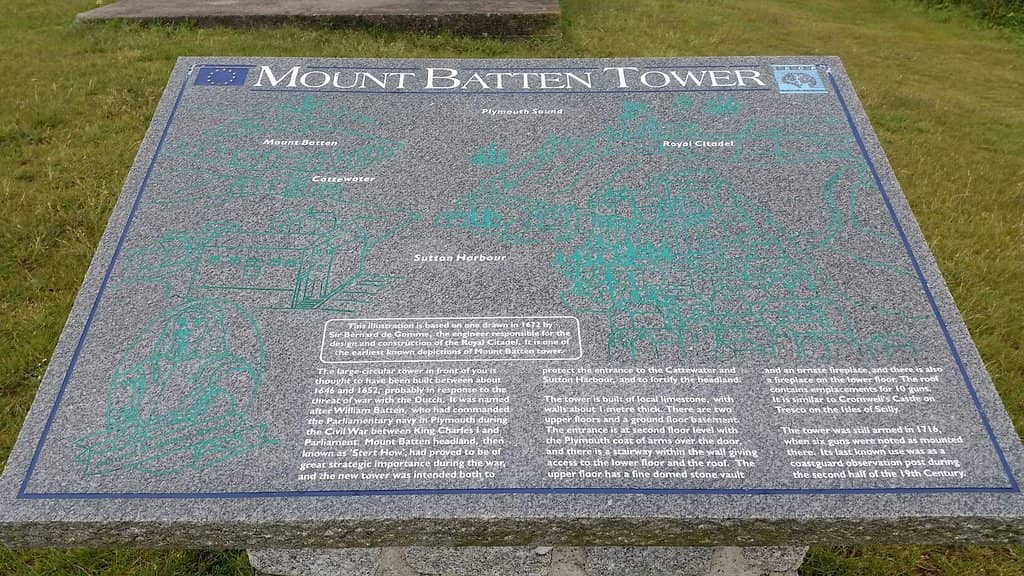 MOUNT BATTEN TOWER
Plymouth Sound
Mount Batten
Royal Citadel
Cattewater
Sutton Harbour
This illustration is based on one drawn in 1672 by
Sir Bernard de Gomme, the engineer responsible for the
design and construction of the Royal Citadel. It is one of
the earliest known depictions of Mount Batten tower.
The large circular tower in front of you is
thought to have been built between about
1646 and 1652, probably in response to the
threat of war with the Dutch. It was named
after William Batten, who had commanded
the Parliamentary navy in Plymouth during
the Civil War between King Charles I and
Parliament. Mount Batten headland, then
known as 'Stert How', had proved to be of
great strategic importance during the war,
and the new tower was intended both to
protect the entrance to the Cattewater and
Sutton Harbour, and to fortify the headland.
The tower is built of local limestone, with
walls about 1 metre thick. There are two
upper floors and a ground floor basement.
The entrance is at second floor level with
the Plymouth coat of arms over the door,
and there is a stairway within the wall giving
access to the lower floor and the roof. The
upper floor has a fine domed stone vault
and an ornate fireplace, and there is also
a fireplace on the lower floor. The roof
contains emplacements for 10 guns.
It is similar to Cromwell's Castle on
Tresco on the Isles of Scilly.
The tower was still armed in 1716,
when six guns were noted as mounted
there. Its last known use was as a
coastguard observation post during
the second half of the 19th Century.